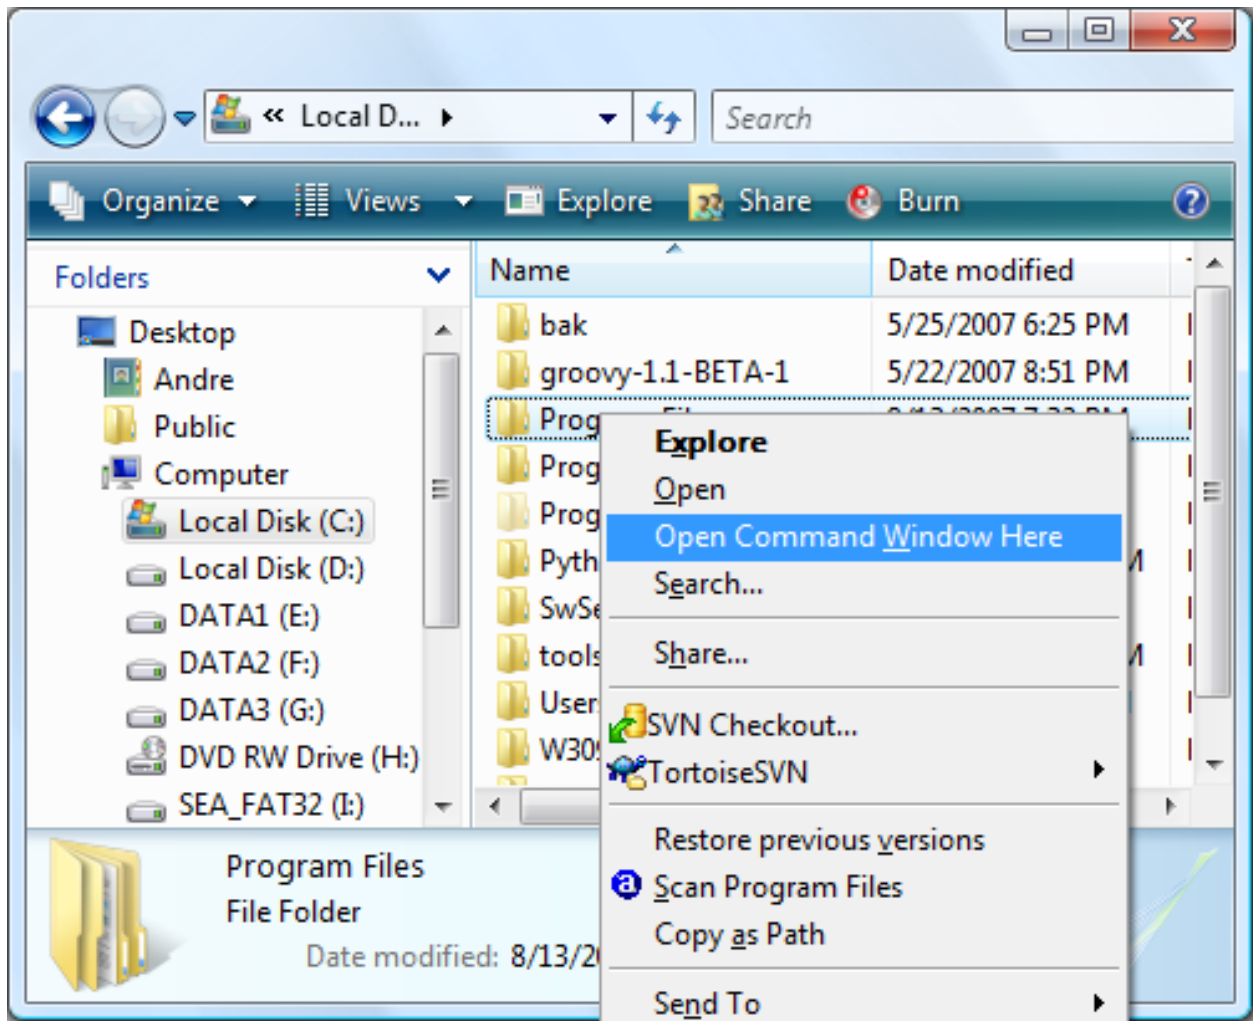 Local D...
Search
Organize
Views
Explore
Share
Burn
Folders
Desktop
Andre
Public
Computer
Local Disk (C:)
Local Disk (D:)
DATA1 (E:)
DATA2 (F:)
DATA3 (G:)
DVD RW Drive (H:)
SEA_FAT32 (I:)
Name Date modified
bak 5/25/2007 6:25 PM
groovy-1.1-BETA-1 5/22/2007 8:51 PM
Prog
Prog
Prog
Pyth
SwSe
tools
User
W309
Explore
Open
Open Command Window Here
Search...
Share...
SVN Checkout...
TortoiseSVN
Restore previous versions
Scan Program Files
Copy as Path
Send To
Program Files
File Folder
Date modified: 8/13/20